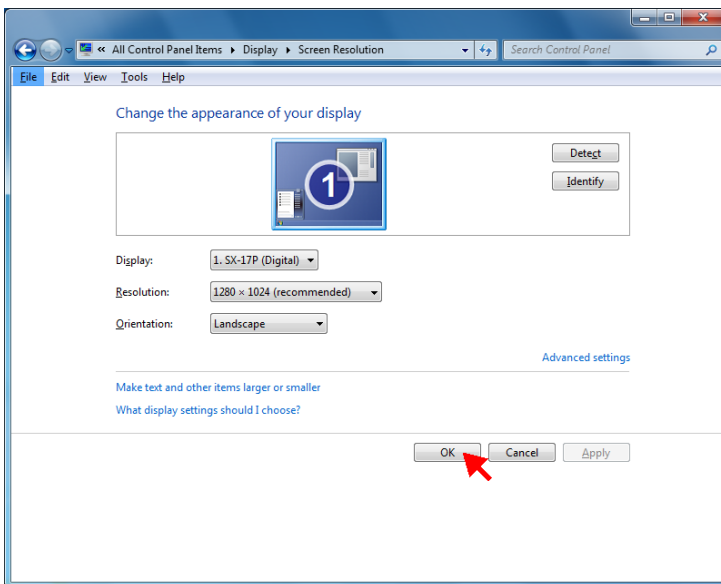 « All Control Panel Items ▸ Display ▸ Screen Resolution
Search Control Panel
File Edit View Tools Help
Change the appearance of your display
1
Detect
Identify
Display: 1. SX-17P (Digital)
Resolution: 1280 × 1024 (recommended)
Orientation: Landscape
Advanced settings
Make text and other items larger or smaller
What display settings should I choose?
OK Cancel Apply